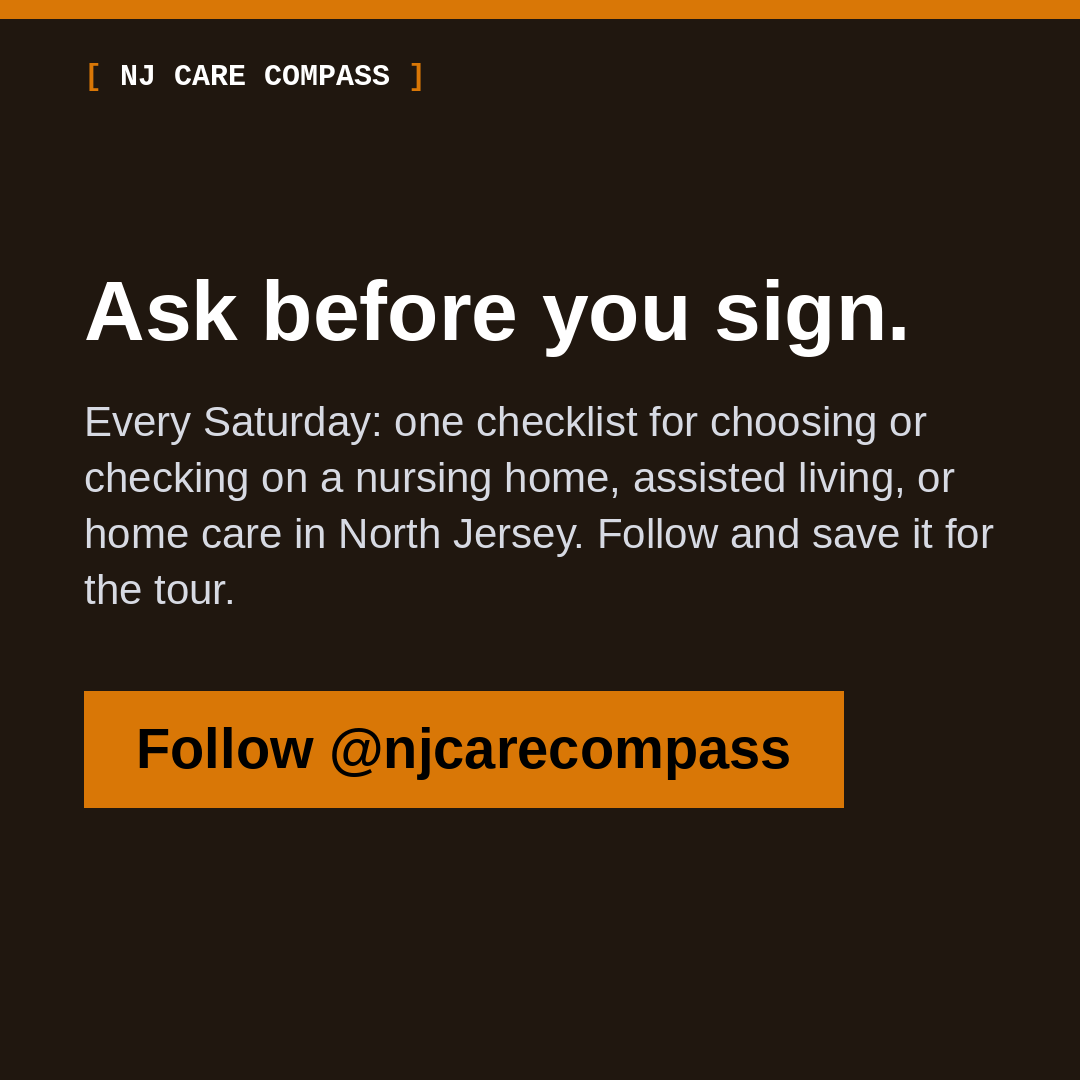 [ NJ CARE COMPASS ]
Ask before you sign.
Every Saturday: one checklist for choosing or
checking on a nursing home, assisted living, or
home care in North Jersey. Follow and save it for
the tour.
Follow @njcarecompass